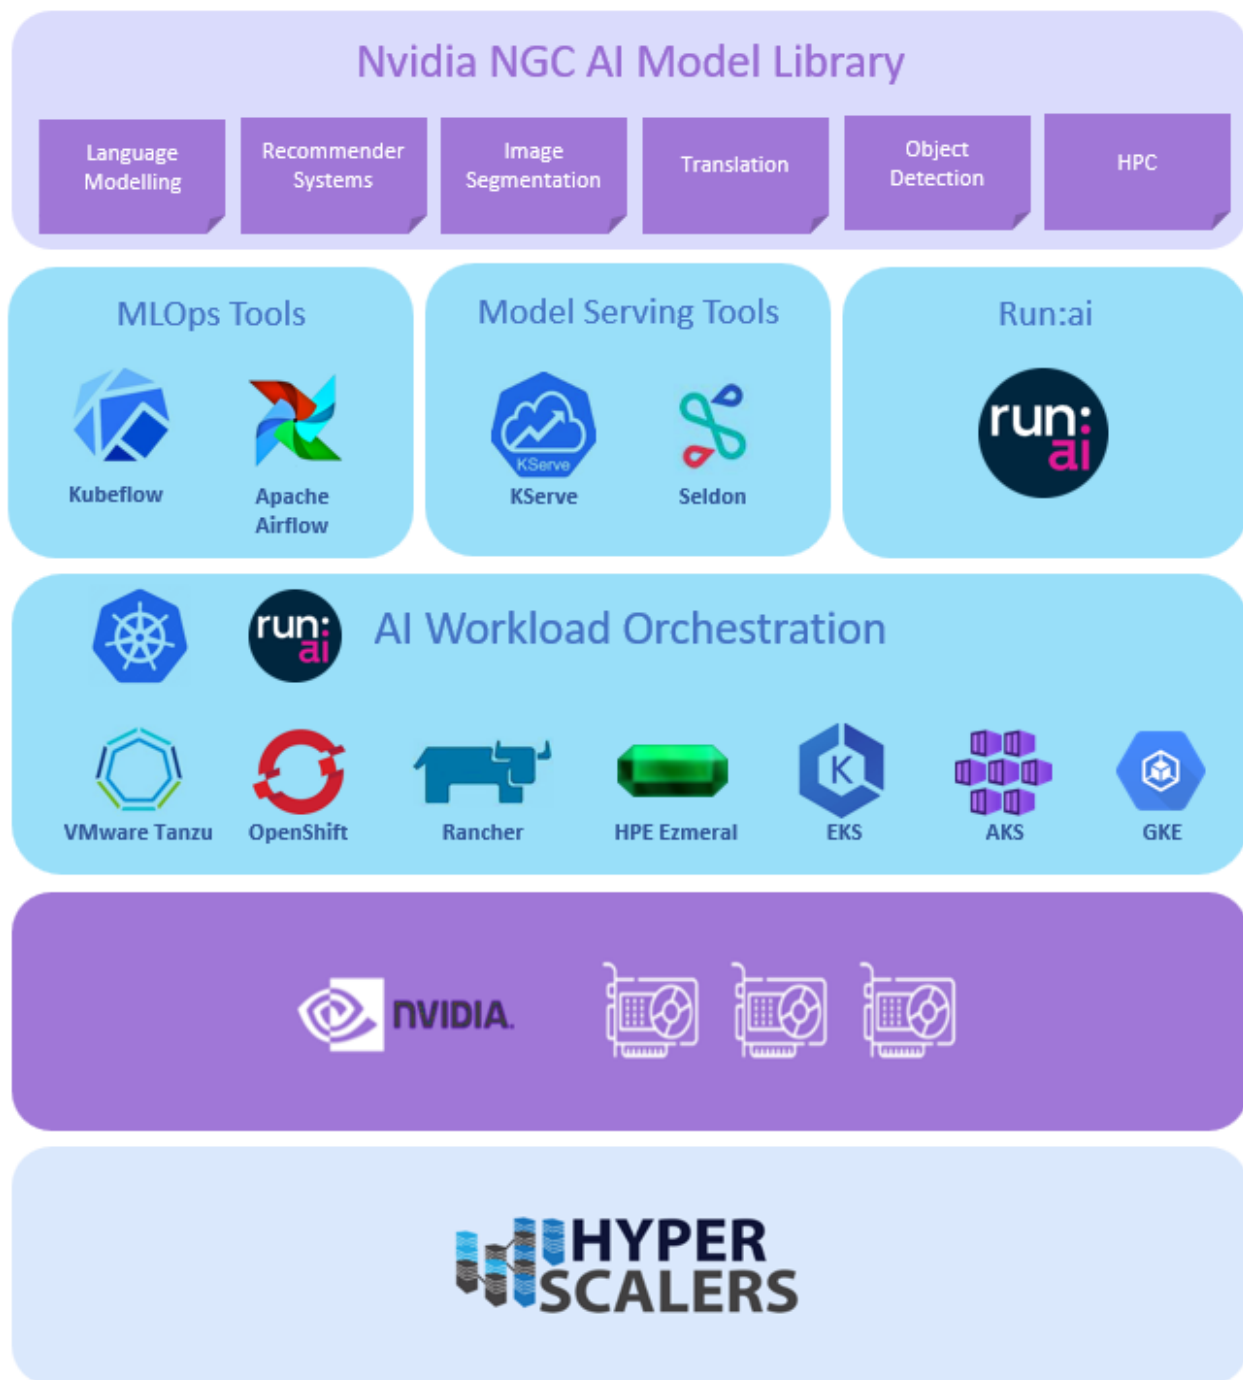 Nvidia NGC AI Model Library
Language
Modelling
Recommender
Systems
Image
Segmentation
Translation
Object
Detection
HPC
MLOps Tools
Kubeflow
Apache
Airflow
Model Serving Tools
KServe
KServe
Seldon
Run:ai
run:
ai
run:
ai
AI Workload Orchestration
VMware Tanzu
OpenShift
Rancher
HPE Ezmeral
K
EKS
AKS
GKE
NVIDIA.
HYPER
SCALERS